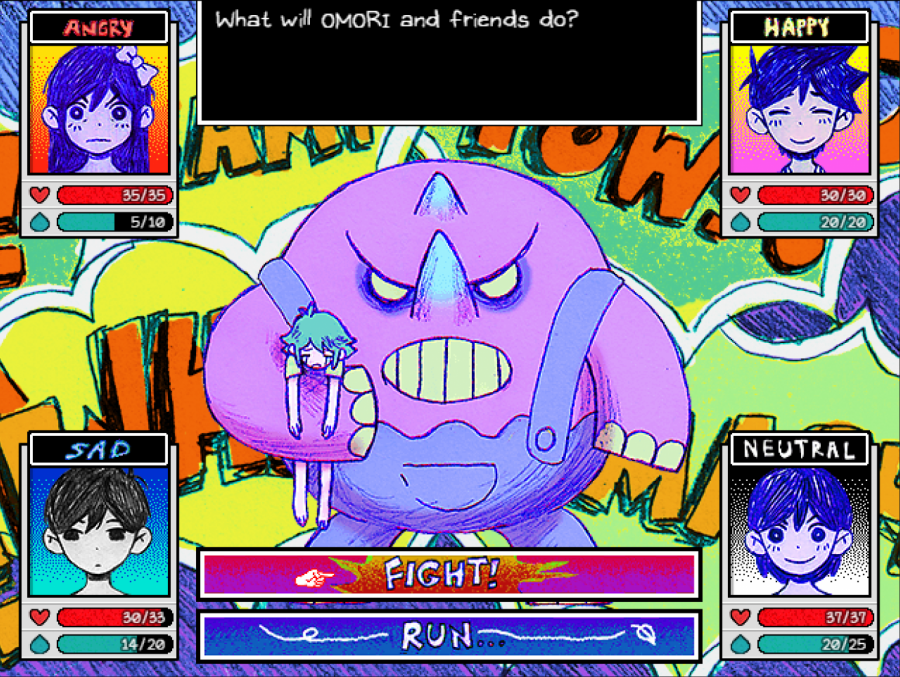 What will OMORI and friends do?
ANGRY
35/35
5/10
HAPPY
30/30
20/20
POW!
SAD
30/33
14/20
NEUTRAL
37/37
20/25
FIGHT!
RUN...